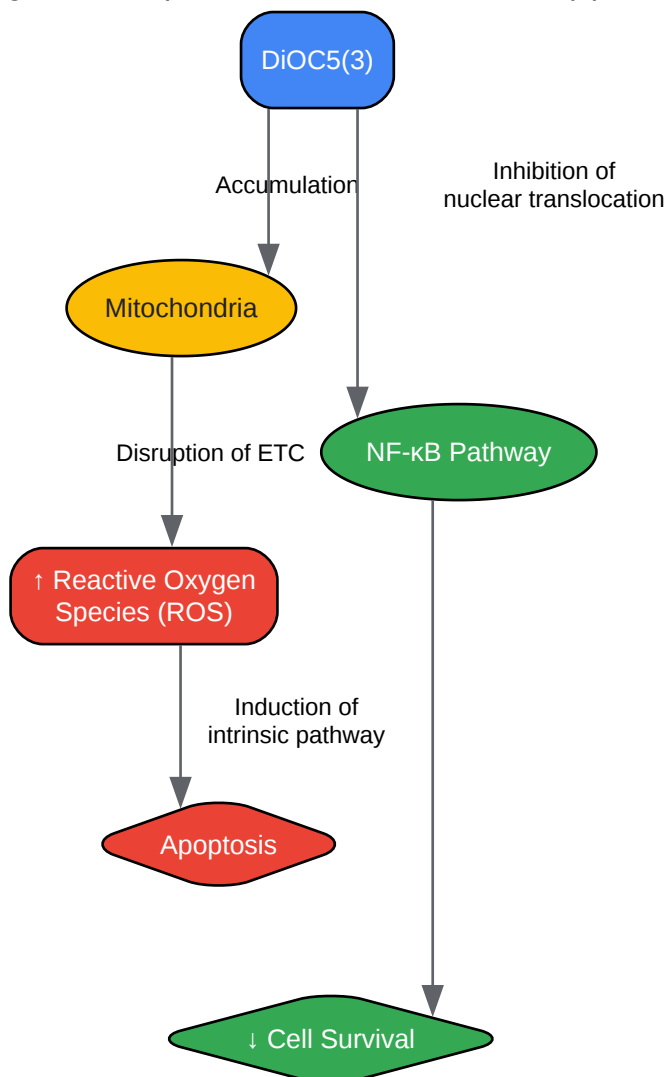 DiOC5(3)
Accumulation
Inhibition of
nuclear translocation
Mitochondria
Disruption of ETC
NF-κB Pathway
↑ Reactive Oxygen
Species (ROS)
Induction of
intrinsic pathway
Apoptosis
↓ Cell Survival